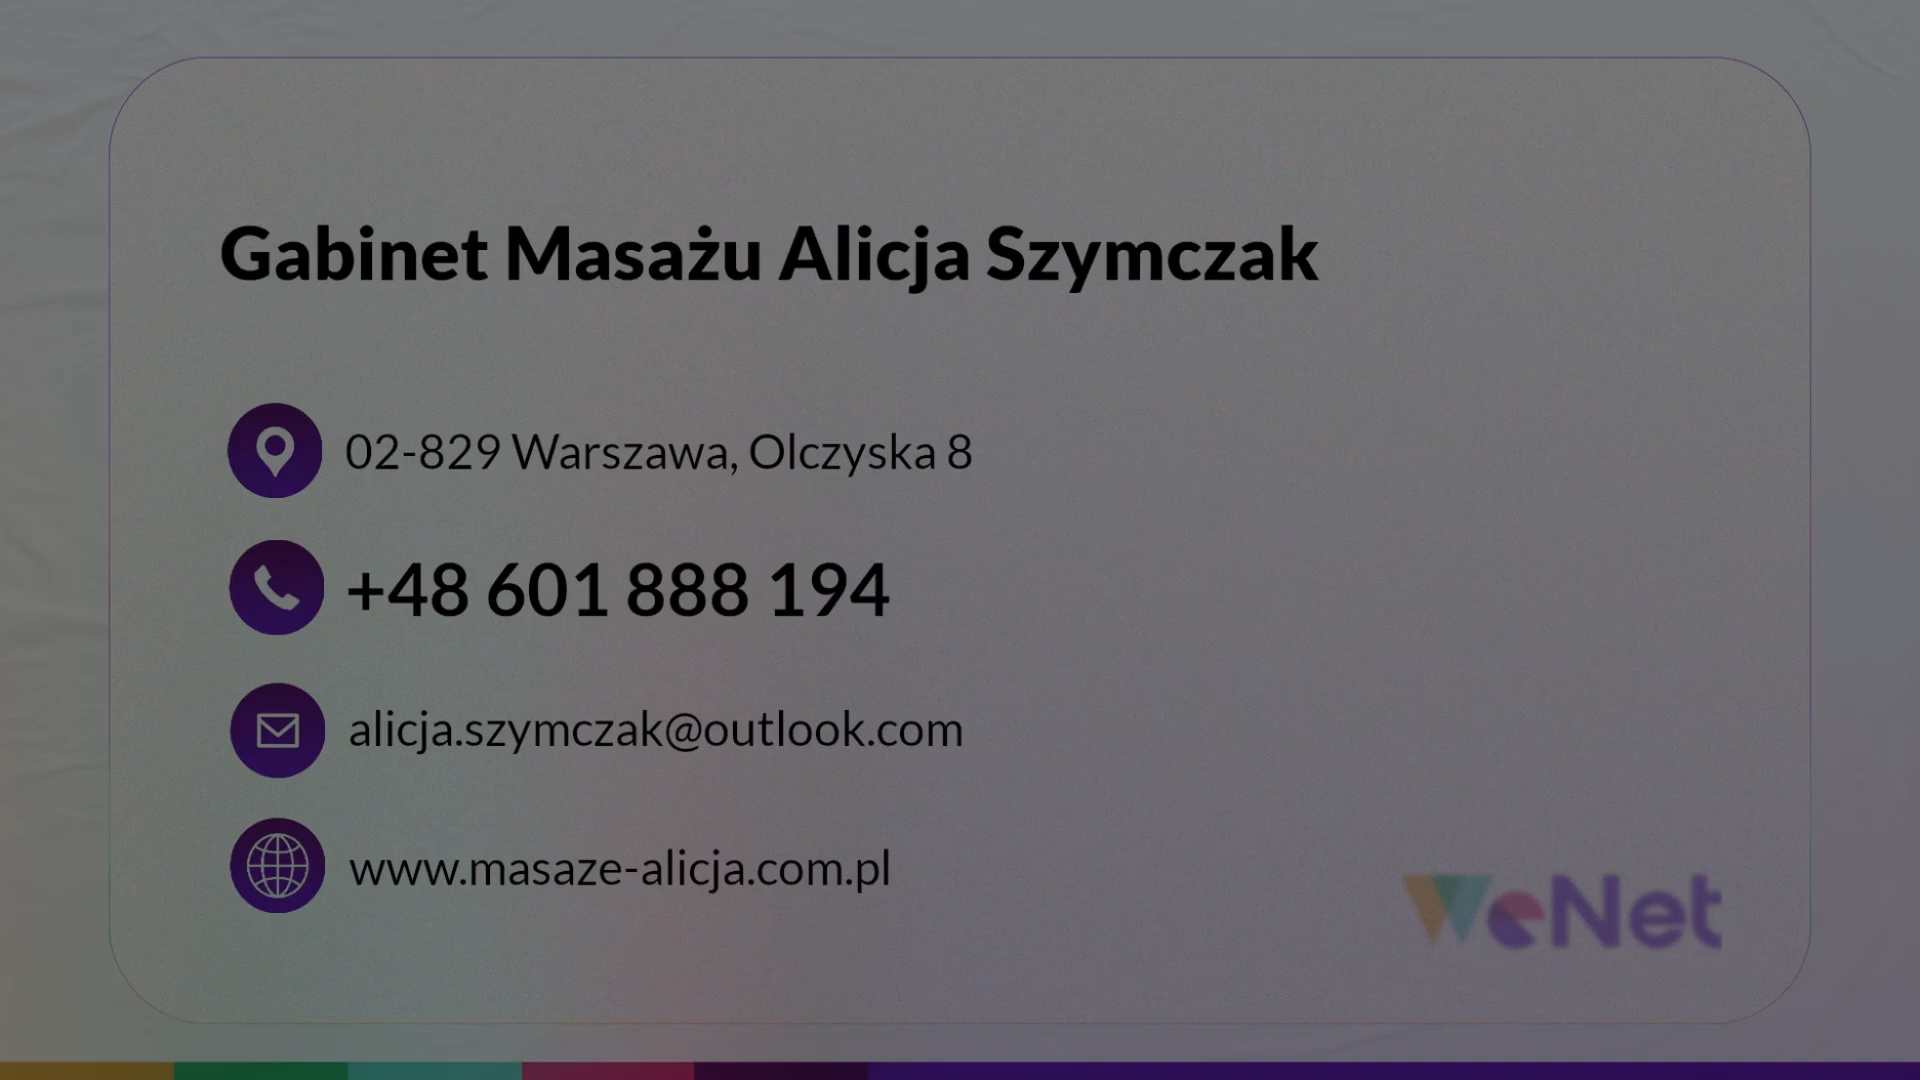 Gabinet Masażu Alicja Szymczak
02-829 Warszawa, Olczyska 8
+48 601 888 194
alicja.szymczak@outlook.com
www.masaze-alicja.com.pl
WeNet